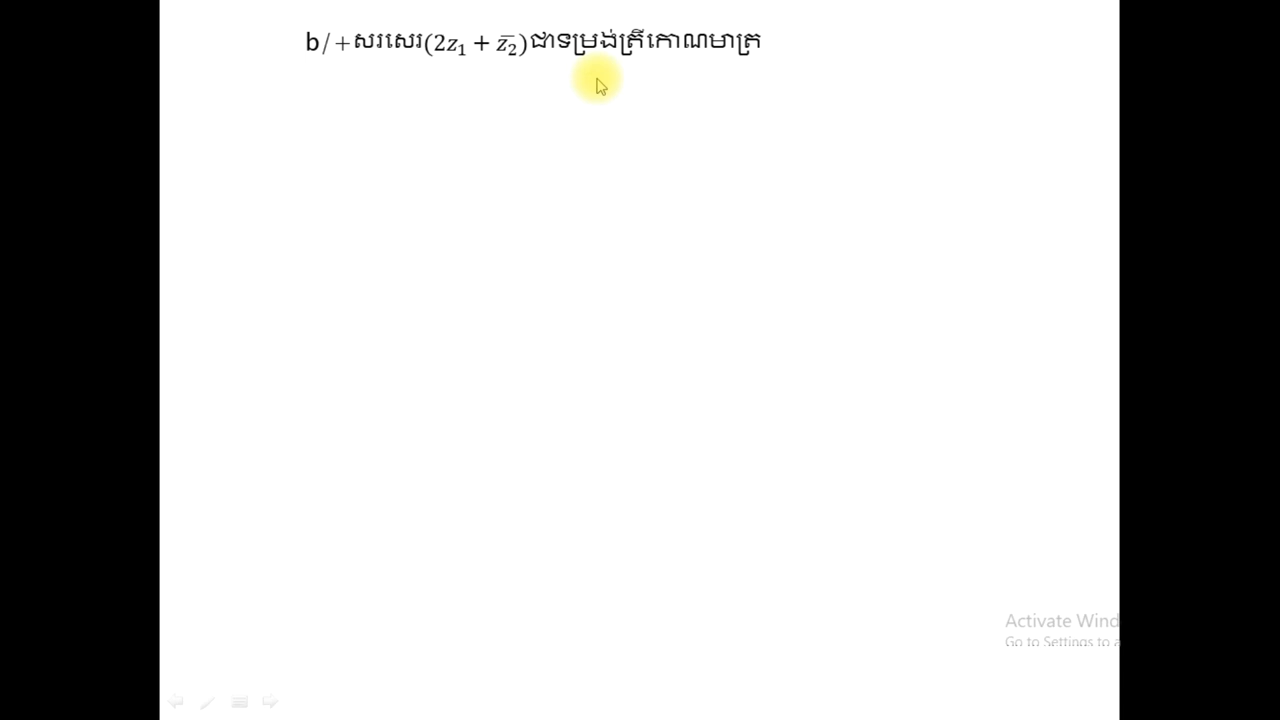 b/+សរសេរ(2z₁ + z̄₂)ជាទម្រង់ត្រីកោណមាត្រ
Activate Wind
Go to Settings to a